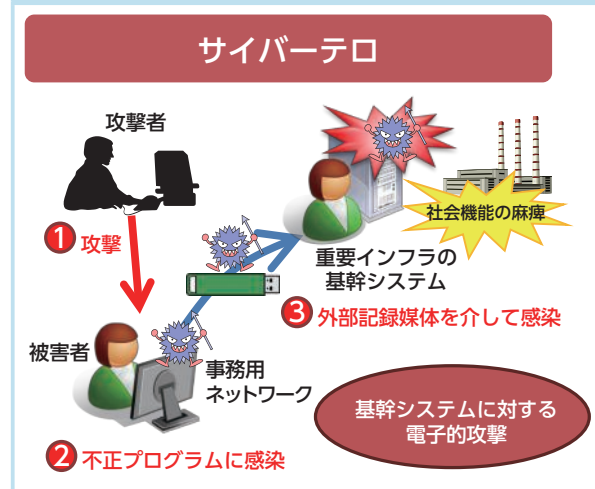 サイバーテロ
攻撃者
❶ 攻撃
社会機能の麻痺
重要インフラの
基幹システム
❸ 外部記録媒体を介して感染
被害者
事務用
ネットワーク
❷ 不正プログラムに感染
基幹システムに対する
電子的攻撃